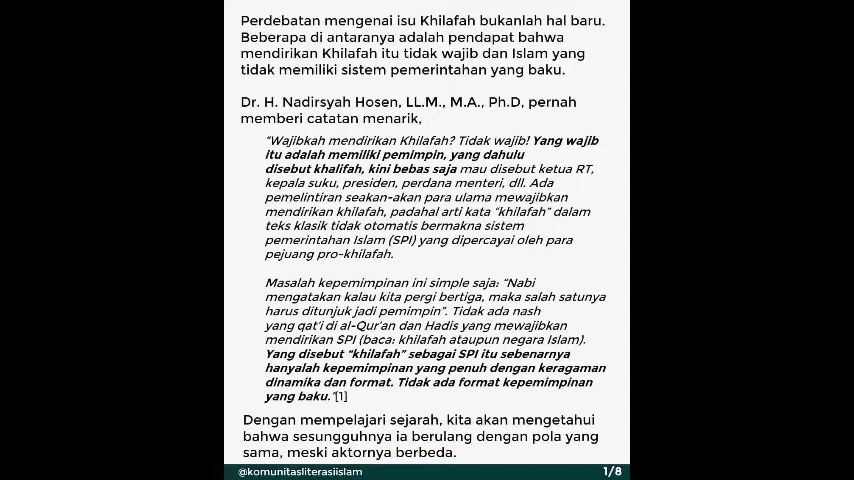 Perdebatan mengenai isu Khilafah bukanlah hal baru.
Beberapa di antaranya adalah pendapat bahwa
mendirikan Khilafah itu tidak wajib dan Islam yang
tidak memiliki sistem pemerintahan yang baku.
Dr. H. Nadirsyah Hosen, LL.M., M.A., Ph.D, pernah
memberi catatan menarik,
"Wajibkah mendirikan Khilafah? Tidak wajib! Yang wajib
itu adalah memiliki pemimpin, yang dahulu
disebut khalifah, kini bebas saja mau disebut ketua RT,
kepala suku, presiden, perdana menteri, dll. Ada
pemelintiran seakan-akan para ulama mewajibkan
mendirikan khilafah, padahal arti kata "khilafah" dalam
teks klasik tidak otomatis bermakna sistem
pemerintahan Islam (SPI) yang dipercayai oleh para
pejuang pro-khilafah.
Masalah kepemimpinan ini simple saja: "Nabi
mengatakan kalau kita pergi bertiga, maka salah satunya
harus ditunjuk jadi pemimpin". Tidak ada nash
yang qat'i di al-Qur'an dan Hadis yang mewajibkan
mendirikan SPI (baca: khilafah ataupun negara Islam).
Yang disebut "khilafah" sebagai SPI itu sebenarnya
hanyalah kepemimpinan yang penuh dengan keragaman
dinamika dan format. Tidak ada format kepemimpinan
yang baku."[1]
Dengan mempelajari sejarah, kita akan mengetahui
bahwa sesungguhnya ia berulang dengan pola yang
sama, meski aktornya berbeda.
@komunitasliterasiislam
1/8